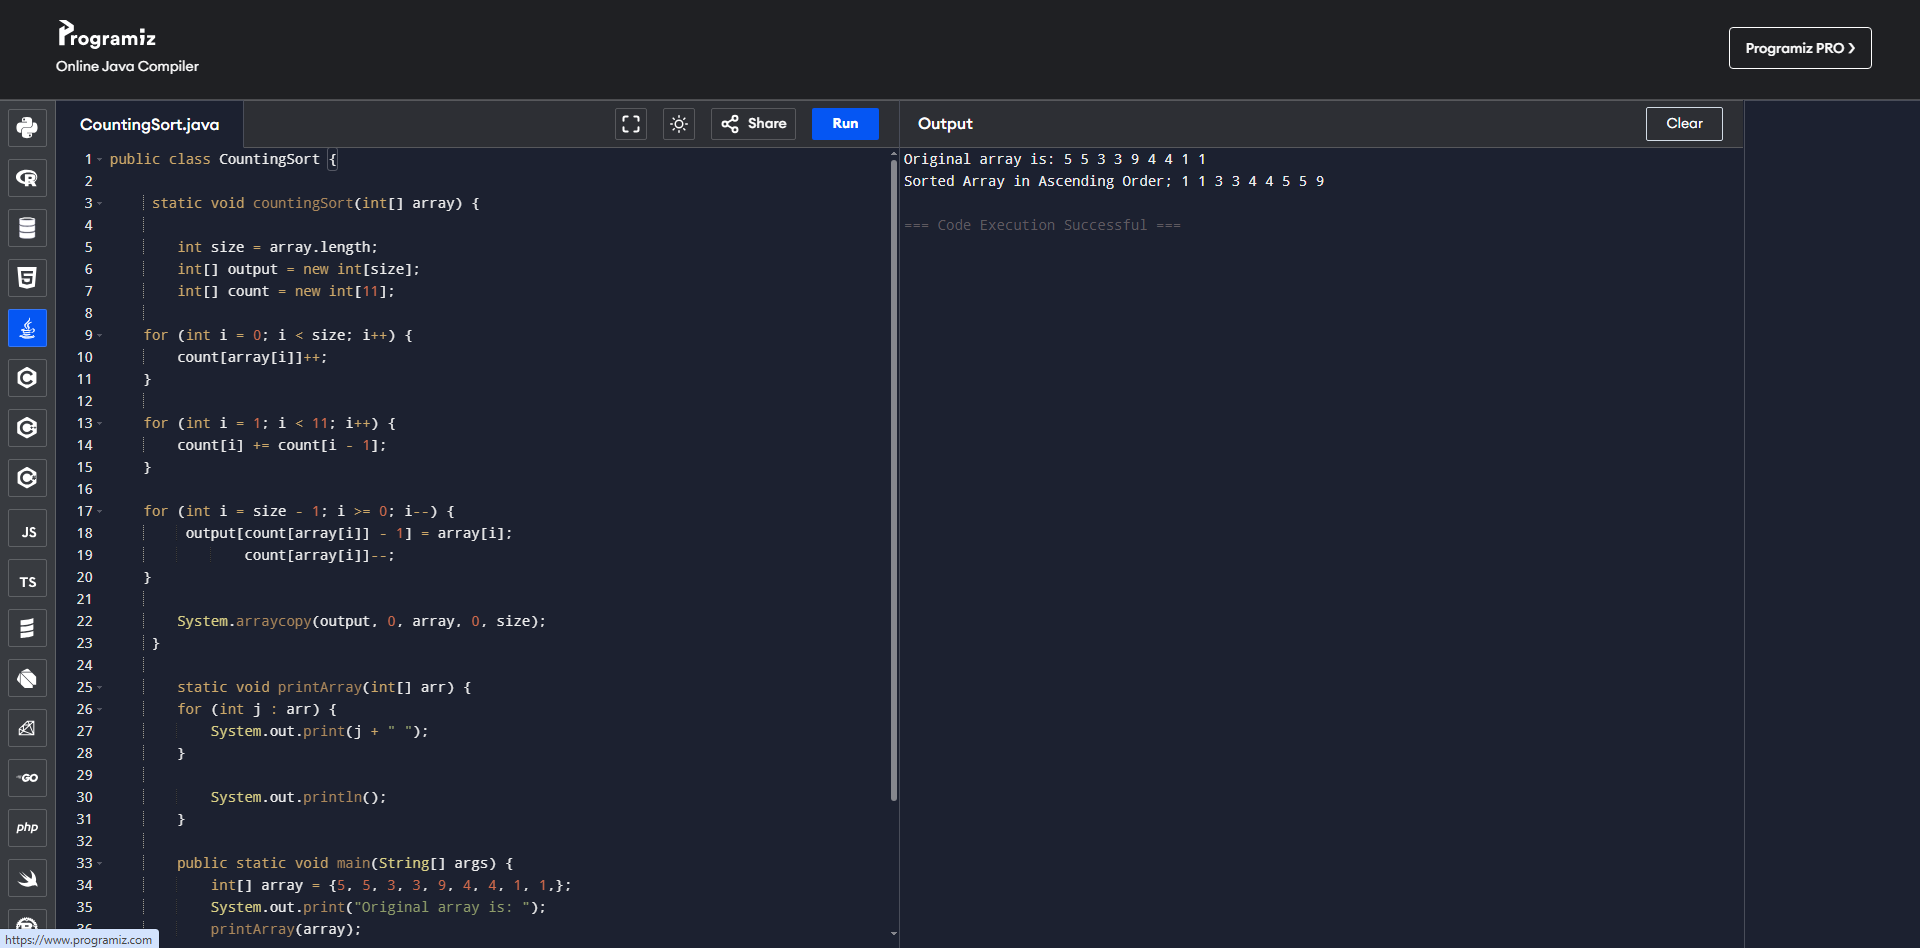 Programiz
Online Java Compiler
Programiz PRO ❯
CountingSort.java
Share
Run
Output
Clear
1 public class CountingSort {
2
3 static void countingSort(int[] array) {
4
5 int size = array.length;
6 int[] output = new int[size];
7 int[] count = new int[11];
8
9 for (int i = 0; i < size; i++) {
10 count[array[i]]++;
11 }
12
13 for (int i = 1; i < 11; i++) {
14 count[i] += count[i - 1];
15 }
16
17 for (int i = size - 1; i >= 0; i--) {
18 output[count[array[i]] - 1] = array[i];
19 count[array[i]]--;
20 }
21
22 System.arraycopy(output, 0, array, 0, size);
23 }
24
25 static void printArray(int[] arr) {
26 for (int j : arr) {
27 System.out.print(j + " ");
28 }
29
30 System.out.println();
31 }
32
33 public static void main(String[] args) {
34 int[] array = {5, 5, 3, 3, 9, 4, 4, 1, 1,};
35 System.out.print("Original array is: ");
36 printArray(array);
Original array is: 5 5 3 3 9 4 4 1 1
Sorted Array in Ascending Order; 1 1 3 3 4 4 5 5 9
=== Code Execution Successful ===
R
5
C
C
C
JS
TS
GO
php
R
https://www.programiz.com